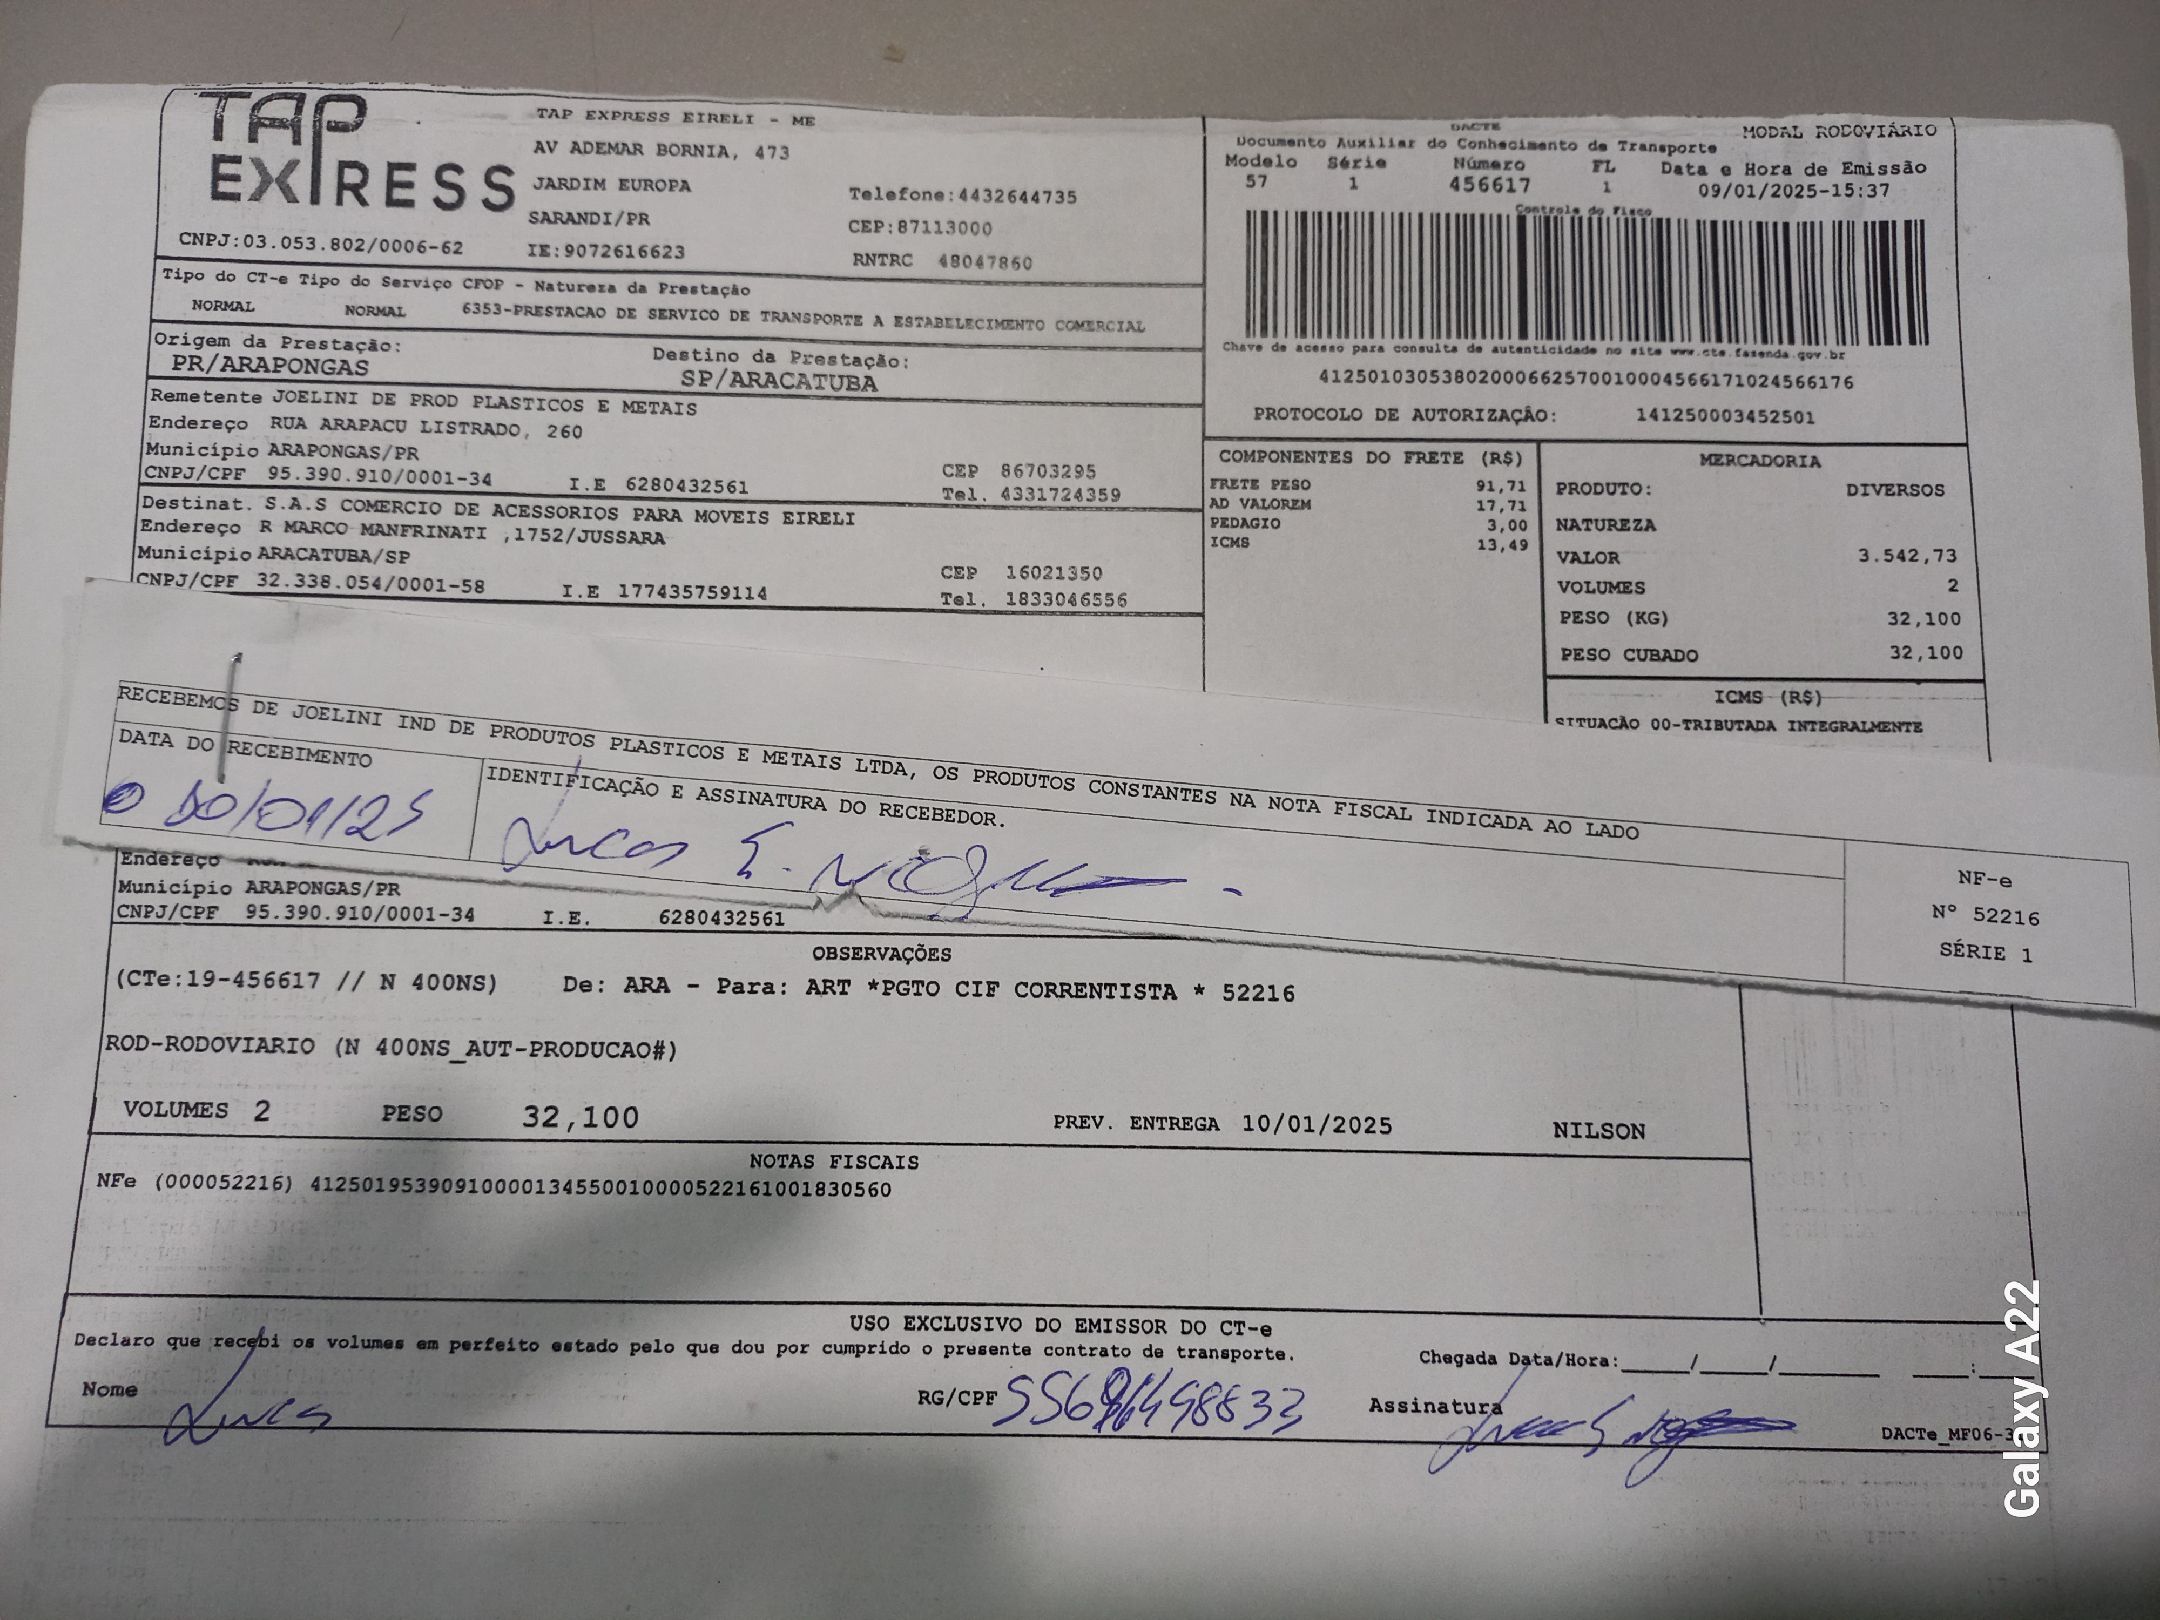 TAP EXPRESS
TAP EXPRESS EIRELI - ME
AV ADEMAR BORNIA, 473
JARDIM EUROPA
Telefone:4432644735
SARANDI/PR
CEP:87113000
CNPJ:03.053.802/0006-62
IE:9072616623
RNTRC 48047860
DACTE
MODAL RODOVIÁRIO
Documento Auxiliar do Conhecimento de Transporte
Modelo Série Número FL Data e Hora de Emissão
57 1 456617 1 09/01/2025-15:37
Controle do Fisco
Chave de acesso para consulta de autenticidade no site www.cte.fazenda.gov.br
41250103053802000662570010004566171024566176
PROTOCOLO DE AUTORIZAÇÃO: 141250003452501
Tipo do CT-e Tipo do Serviço CFOP - Natureza da Prestação
NORMAL NORMAL 6353-PRESTACAO DE SERVICO DE TRANSPORTE A ESTABELECIMENTO COMERCIAL
Origem da Prestação: Destino da Prestação:
PR/ARAPONGAS SP/ARACATUBA
Remetente JOELINI DE PROD PLASTICOS E METAIS
Endereço RUA ARAPACU LISTRADO, 260
Município ARAPONGAS/PR CEP 86703295
CNPJ/CPF 95.390.910/0001-34 I.E 6280432561 Tel. 4331724359
Destinat. S.A.S COMERCIO DE ACESSORIOS PARA MOVEIS EIRELI
Endereço R MARCO MANFRINATI ,1752/JUSSARA
Município ARACATUBA/SP CEP 16021350
CNPJ/CPF 32.338.054/0001-58 I.E 177435759114 Tel. 1833046556
COMPONENTES DO FRETE (R$)
FRETE PESO 91,71
AD VALOREM 17,71
PEDAGIO 3,00
ICMS 13,49
MERCADORIA
PRODUTO: DIVERSOS
NATUREZA
VALOR 3.542,73
VOLUMES 2
PESO (KG) 32,100
PESO CUBADO 32,100
ICMS (R$)
SITUACÃO 00-TRIBUTADA INTEGRALMENTE
RECEBEMOS DE JOELINI IND DE PRODUTOS PLASTICOS E METAIS LTDA, OS PRODUTOS CONSTANTES NA NOTA FISCAL INDICADA AO LADO
DATA DO RECEBIMENTO
IDENTIFICAÇÃO E ASSINATURA DO RECEBEDOR.
10/01/25
Lucas
NF-e
Nº 52216
SÉRIE 1
Endereço
Município ARAPONGAS/PR
CNPJ/CPF 95.390.910/0001-34 I.E. 6280432561
OBSERVAÇÕES
(CTe:19-456617 // N 400NS) De: ARA - Para: ART *PGTO CIF CORRENTISTA * 52216
ROD-RODOVIARIO (N 400NS_AUT-PRODUCAO#)
VOLUMES 2 PESO 32,100 PREV. ENTREGA 10/01/2025 NILSON
NOTAS FISCAIS
NFe (000052216) 41250195390910000134550010000522161001830560
USO EXCLUSIVO DO EMISSOR DO CT-e
Declaro que recebi os volumes em perfeito estado pelo que dou por cumprido o presente contrato de transporte.
Chegada Data/Hora:_____/_____/_______ ____:
Nome Lucas RG/CPF Assinatura
DACTe_MF06-3
Galaxy A22